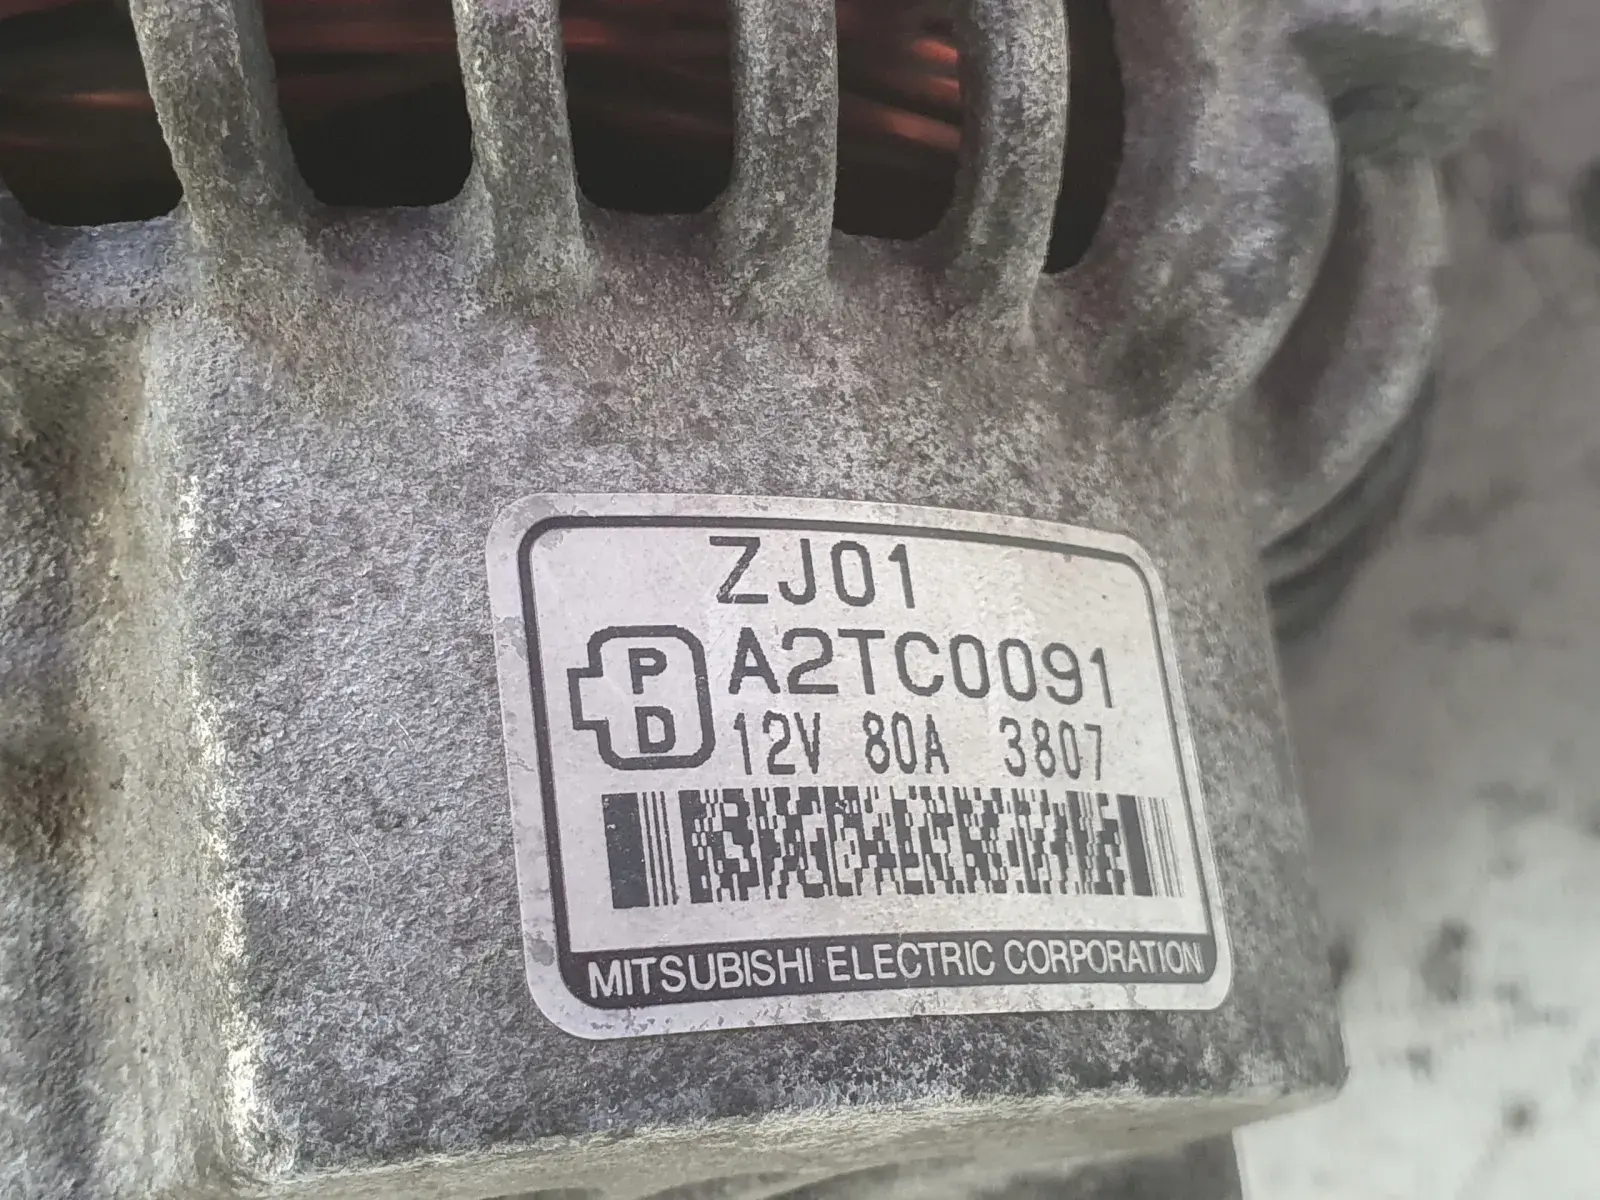 ZJ01
P
D
A2TC0091
12V 80A 3807
MITSUBISHI ELECTRIC CORPORATION